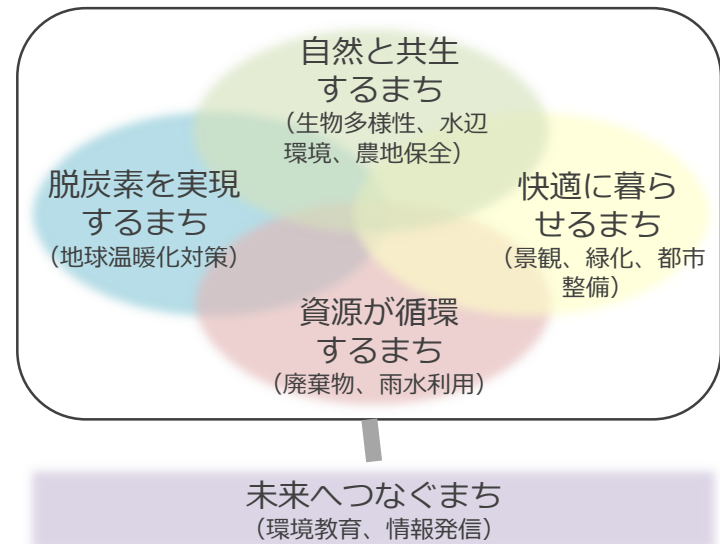 自然と共生
するまち
（生物多様性、水辺
環境、農地保全）
脱炭素を実現
するまち
（地球温暖化対策）
快適に暮ら
せるまち
（景観、緑化、都市
整備）
資源が循環
するまち
（廃棄物、雨水利用）
未来へつなぐまち
（環境教育、情報発信）